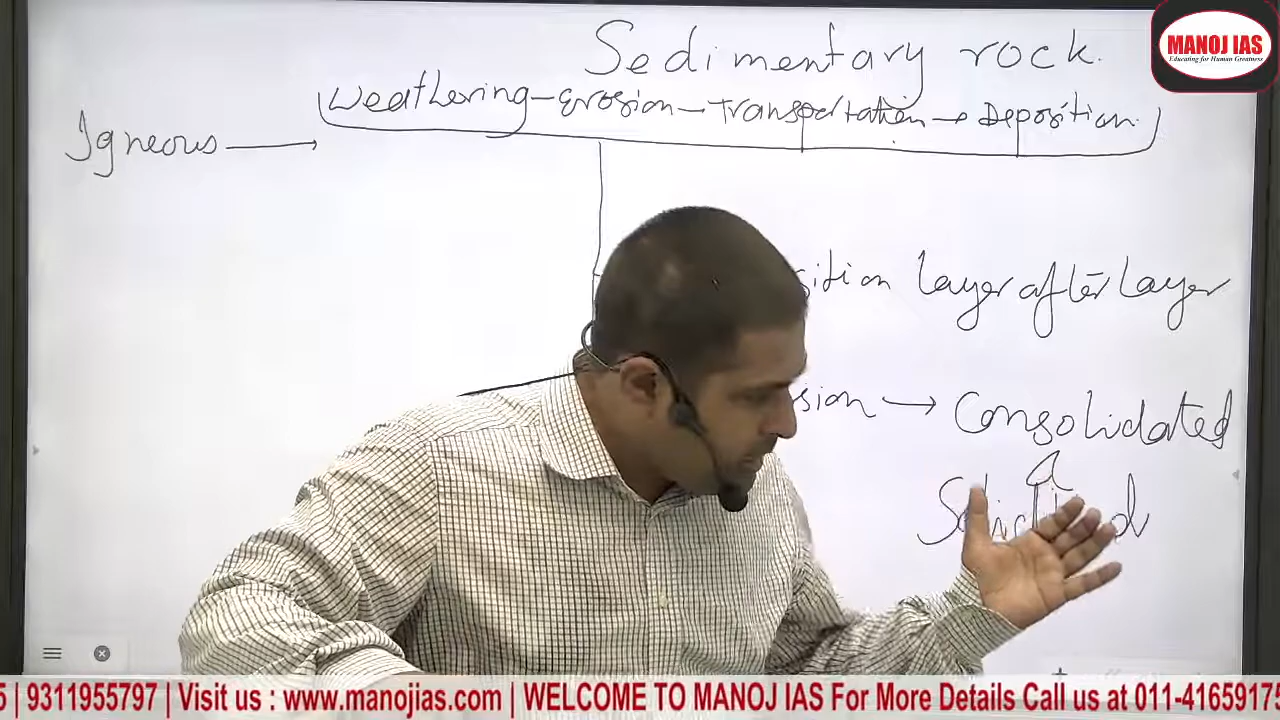 MANOJ IAS
Educating for Human Greatness
Sedimentary rock.
Weathering - Erosion → Transportation → Deposition.
Igneous →
sition layer after layer
sion → Consolidated
5 | 9311955797 | Visit us : www.manojias.com | WELCOME TO MANOJ IAS For More Details Call us at 011-4165917